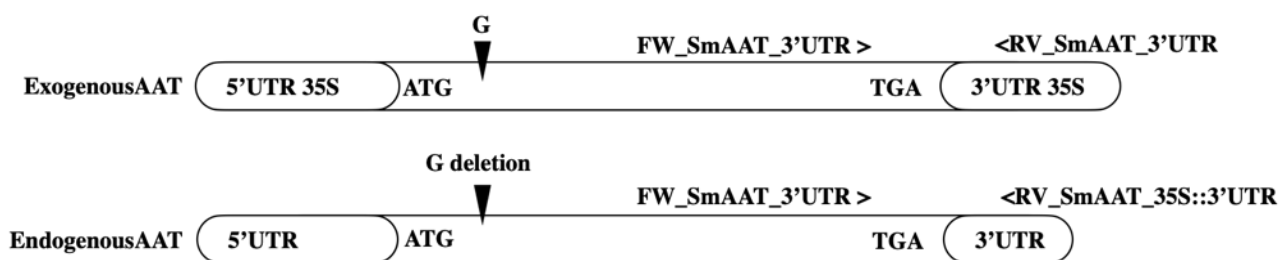 G
FW_SmAAT_3’UTR > <RV_SmAAT_3’UTR
ExogenousAAT 5’UTR 35S ATG TGA 3’UTR 35S
G deletion
FW_SmAAT_3’UTR > <RV_SmAAT_35S::3’UTR
EndogenousAAT 5’UTR ATG TGA 3’UTR